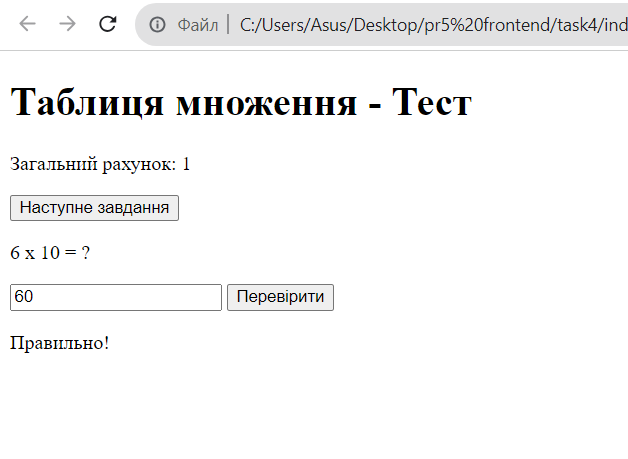 Файл C:/Users/Asus/Desktop/pr5%20frontend/task4/ind
Таблиця множення - Тест
Загальний рахунок: 1
Наступне завдання
6 x 10 = ?
60 Перевірити
Правильно!